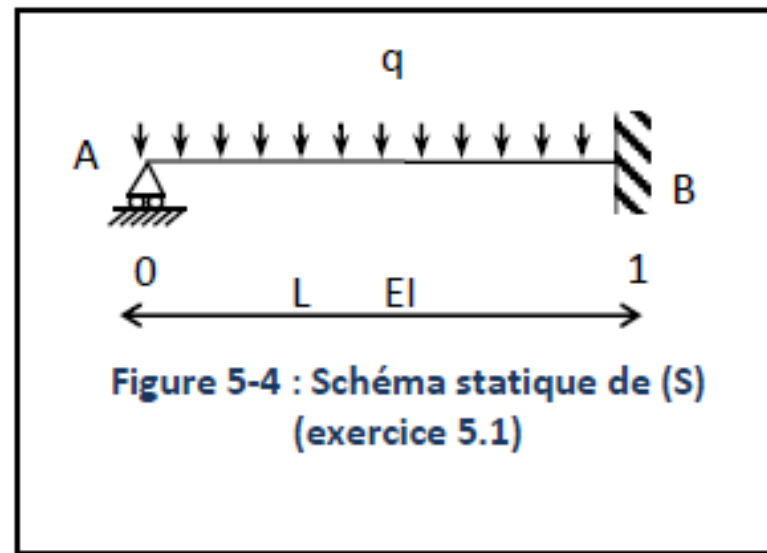 q
A
B
0 1
L EI
Figure 5-4 : Schéma statique de (S)
(exercice 5.1)